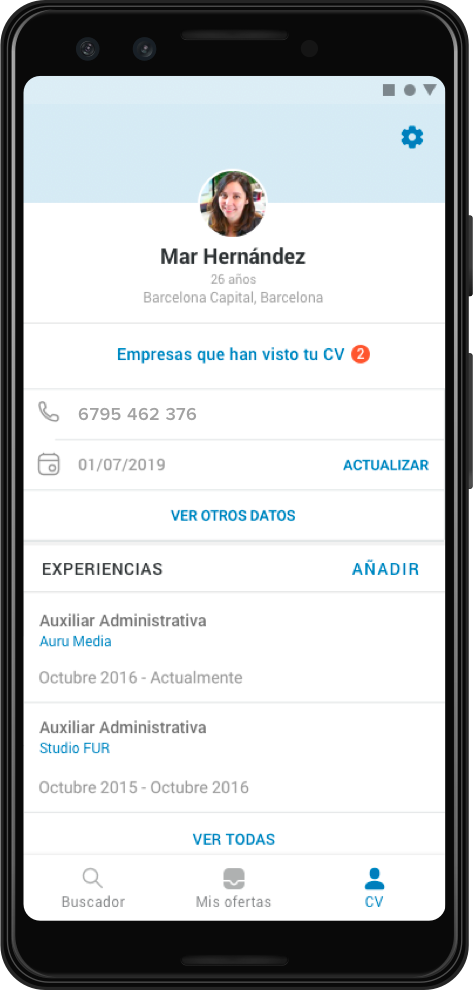 Mar Hernández
26 años
Barcelona Capital, Barcelona
Empresas que han visto tu CV 2
6795 462 376
01/07/2019 ACTUALIZAR
VER OTROS DATOS
EXPERIENCIAS AÑADIR
Auxiliar Administrativa
Auru Media
Octubre 2016 - Actualmente
Auxiliar Administrativa
Studio FUR
Octubre 2015 - Octubre 2016
VER TODAS
Buscador Mis ofertas CV